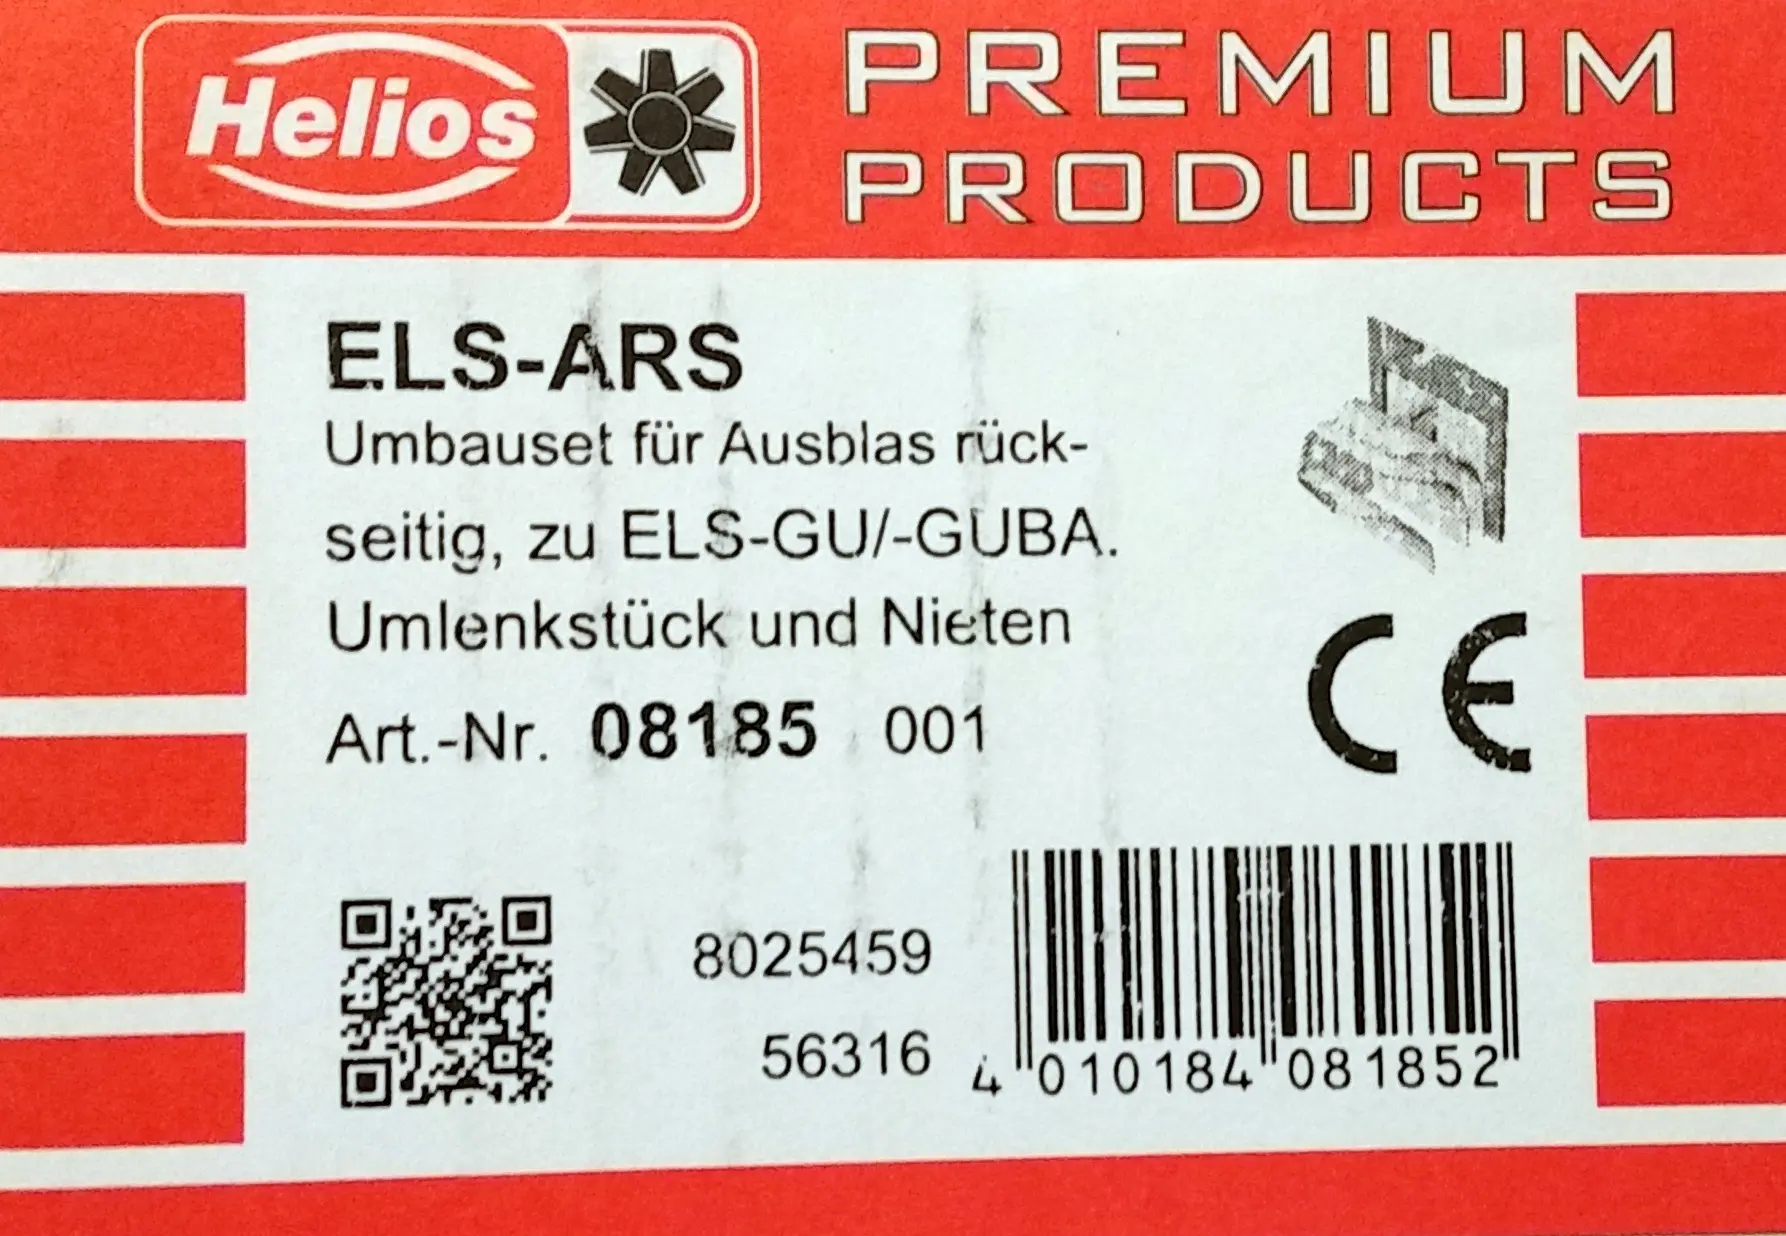 Helios
PREMIUM
PRODUCTS
ELS-ARS
Umbauset für Ausblas rück-
seitig, zu ELS-GU/-GUBA.
Umlenkstück und Nieten
Art.-Nr. 08185 001
CE
8025459
56316
4 010184 081852